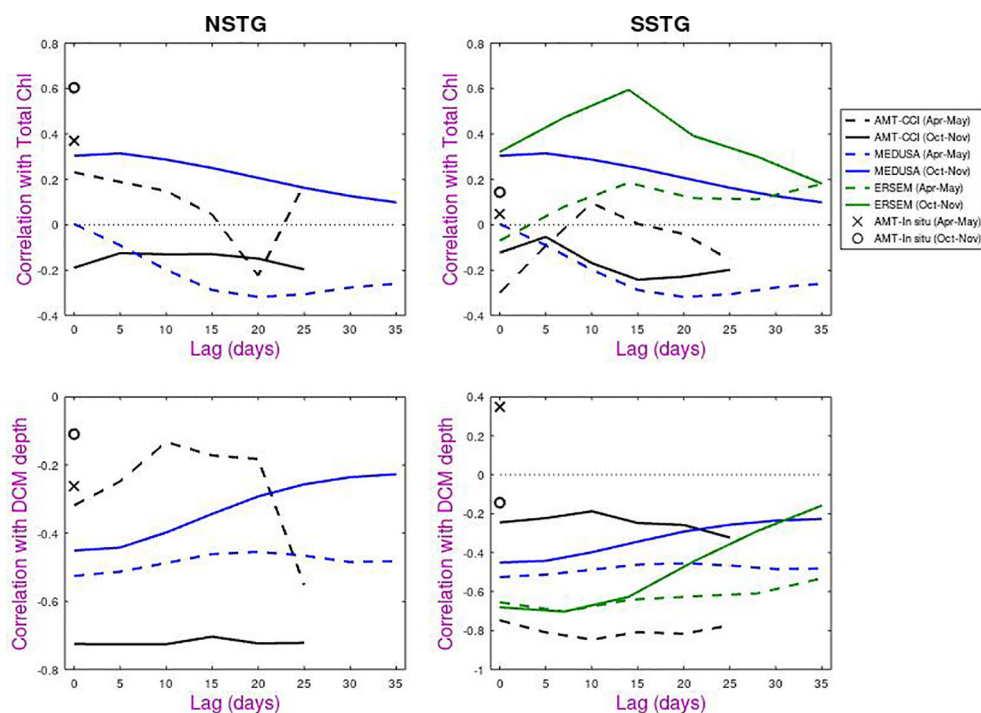 NSTG
SSTG
Correlation with Total Chl
0.8
0.6
0.4
0.2
0
-0.2
-0.4
0 5 10 15 20 25 30 35
Lag (days)
Correlation with Total Chl
0.8
0.6
0.4
0.2
0
-0.2
-0.4
0 5 10 15 20 25 30 35
Lag (days)
AMT-CCI (Apr-May)
AMT-CCI (Oct-Nov)
MEDUSA (Apr-May)
MEDUSA (Oct-Nov)
ERSEM (Apr-May)
ERSEM (Oct-Nov)
AMT-In situ (Apr-May)
AMT-In situ (Oct-Nov)
Correlation with DCM depth
0
-0.2
-0.4
-0.6
-0.8
0 5 10 15 20 25 30 35
Lag (days)
Correlation with DCM depth
0.4
0.2
0
-0.2
-0.4
-0.6
-0.8
-1
0 5 10 15 20 25 30 35
Lag (days)